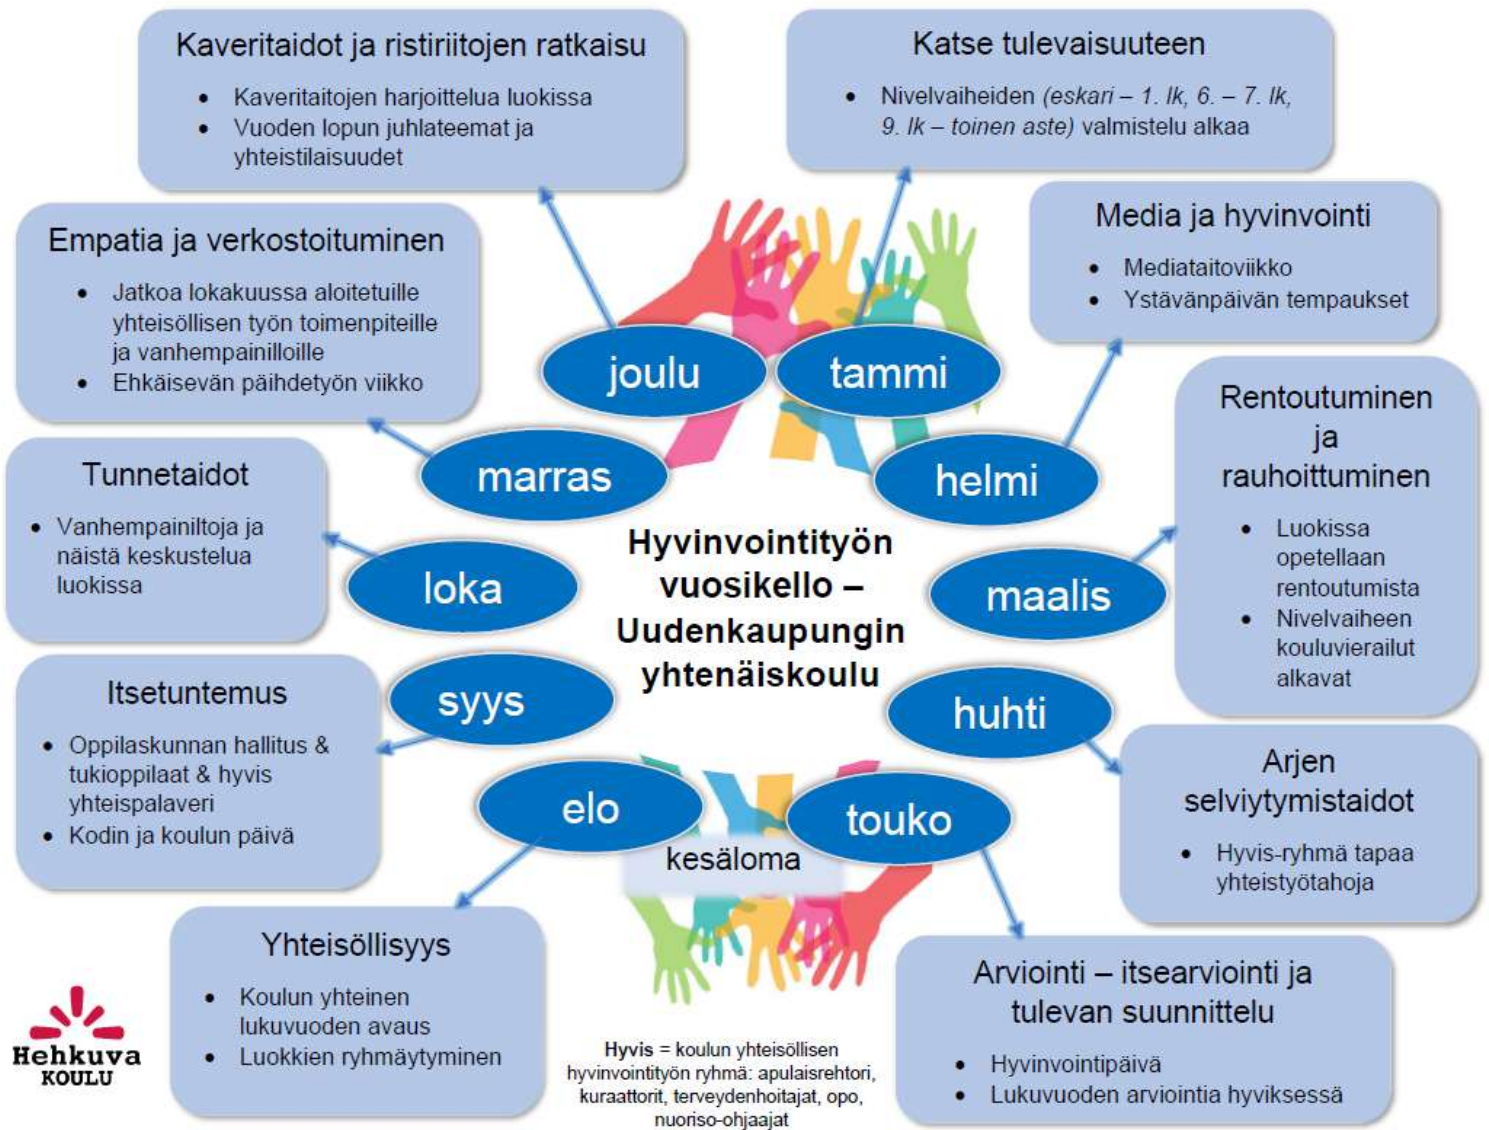 Kaveritaidot ja ristiriitojen ratkaisu
• Kaveritaitojen harjoittelua luokissa
• Vuoden lopun juhlateemat ja
yhteistilaisuudet
Katse tulevaisuuteen
• Nivelvaiheiden (eskari – 1. lk, 6. – 7. lk,
9. lk – toinen aste) valmistelu alkaa
Empatia ja verkostoituminen
• Jatkoa lokakuussa aloitetuille
yhteisöllisen työn toimenpiteille
ja vanhempainilloille
• Ehkäisevän päihdetyön viikko
Media ja hyvinvointi
• Mediataitoviikko
• Ystävänpäivän tempaukset
joulu
tammi
marras
helmi
Tunnetaidot
• Vanhempainiltoja ja
näistä keskustelua
luokissa
Rentoutuminen
ja
rauhoittuminen
• Luokissa
opetellaan
rentoutumista
• Nivelvaiheen
kouluvierailut
alkavat
loka
Hyvinvointityön
vuosikello –
Uudenkaupungin
yhtenäiskoulu
maalis
Itsetuntemus
• Oppilaskunnan hallitus &
tukioppilaat & hyvis
yhteispalaveri
• Kodin ja koulun päivä
syys
huhti
Arjen
selviytymistaidot
• Hyvis-ryhmä tapaa
yhteistyötahoja
elo
touko
kesäloma
Yhteisöllisyys
• Koulun yhteinen
lukuvuoden avaus
• Luokkien ryhmäytyminen
Arviointi – itsearviointi ja
tulevan suunnittelu
• Hyvinvointipäivä
• Lukuvuoden arviointia hyviksessä
Hehkuva
KOULU
Hyvis = koulun yhteisöllisen
hyvinvointityön ryhmä: apulaisrehtori,
kuraattorit, terveydenhoitajat, opo,
nuoriso-ohjaajat